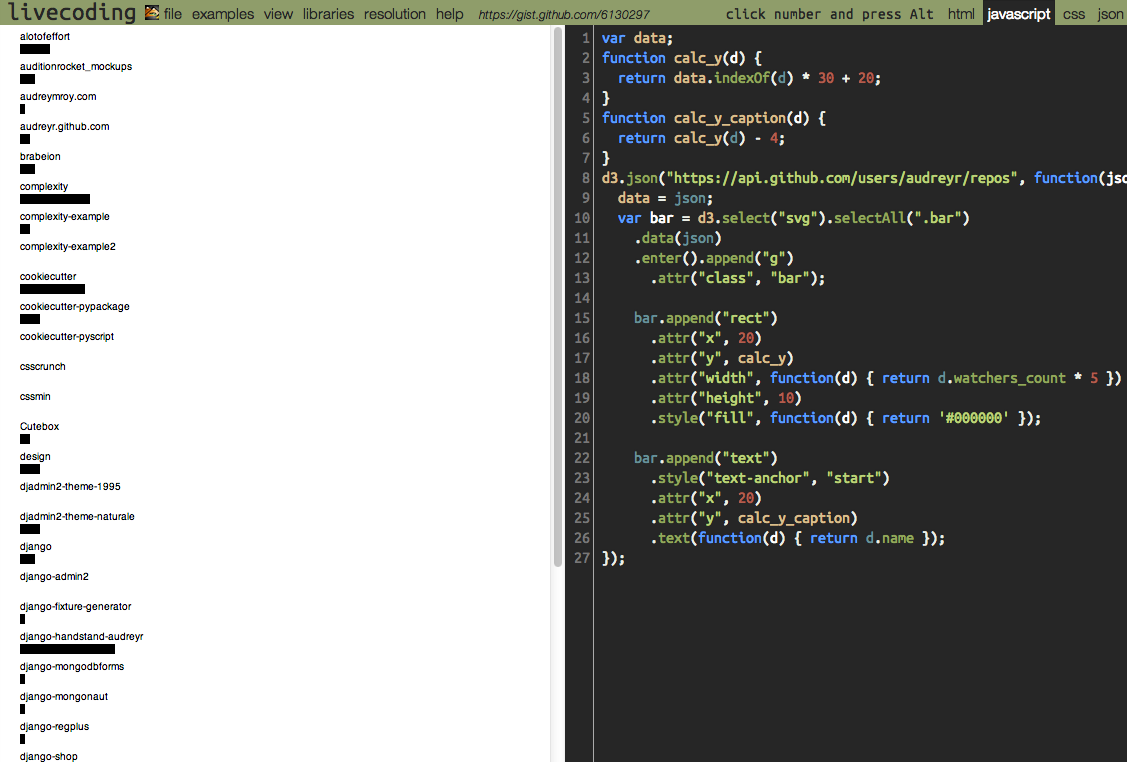 livecoding file examples view libraries resolution help https://gist.github.com/6130297 click number and press Alt html javascript css json
alotofeffort
auditionrocket_mockups
audreymroy.com
audreyr.github.com
brabeion
complexity
complexity-example
complexity-example2
cookiecutter
cookiecutter-pypackage
cookiecutter-pyscript
csscrunch
cssmin
Cutebox
design
djadmin2-theme-1995
djadmin2-theme-naturale
django
django-admin2
django-fixture-generator
django-handstand-audreyr
django-mongodbforms
django-mongonaut
django-regplus
django-shop
1 var data;
2 function calc_y(d) {
3 return data.indexOf(d) * 30 + 20;
4 }
5 function calc_y_caption(d) {
6 return calc_y(d) - 4;
7 }
8 d3.json("https://api.github.com/users/audreyr/repos", function(jso
9 data = json;
10 var bar = d3.select("svg").selectAll(".bar")
11 .data(json)
12 .enter().append("g")
13 .attr("class", "bar");
14
15 bar.append("rect")
16 .attr("x", 20)
17 .attr("y", calc_y)
18 .attr("width", function(d) { return d.watchers_count * 5 })
19 .attr("height", 10)
20 .style("fill", function(d) { return '#000000' });
21
22 bar.append("text")
23 .style("text-anchor", "start")
24 .attr("x", 20)
25 .attr("y", calc_y_caption)
26 .text(function(d) { return d.name });
27 });